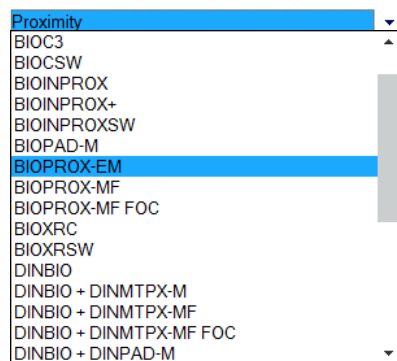 Proximity
BIOC3
BIOCSW
BIOINPROX
BIOINPROX+
BIOINPROXSW
BIOPAD-M
BIOPROX-EM
BIOPROX-MF
BIOPROX-MF FOC
BIOXRC
BIOXRSW
DINBIO
DINBIO + DINMTPX-M
DINBIO + DINMTPX-MF
DINBIO + DINMTPX-MF FOC
DINBIO + DINPAD-M